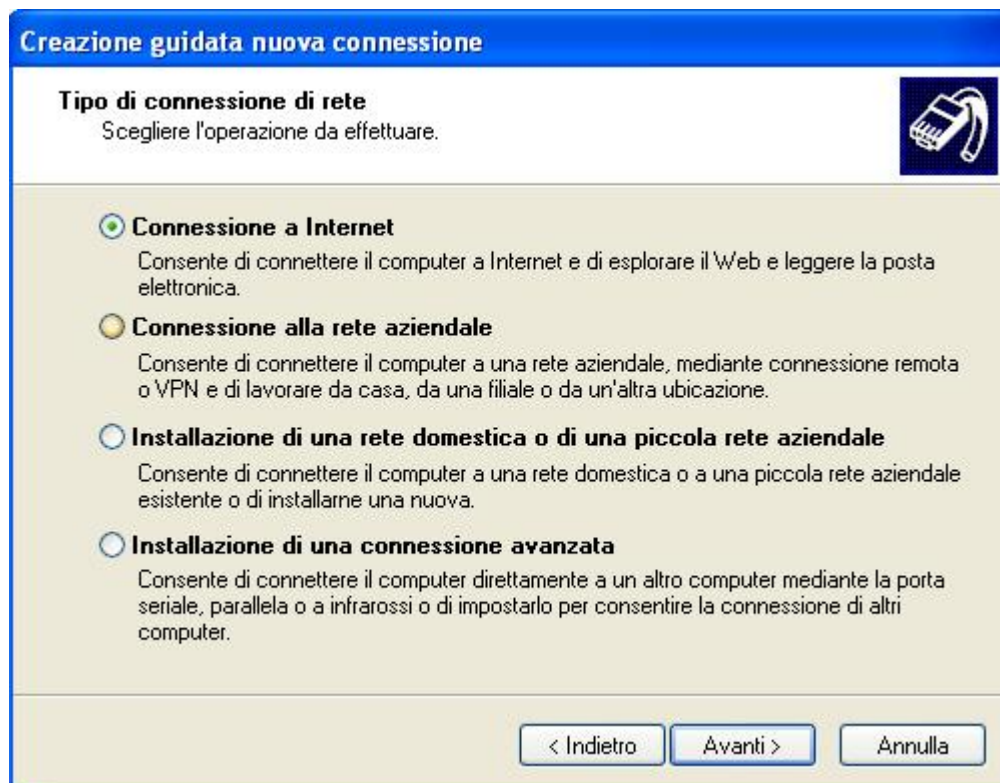 Creazione guidata nuova connessione
Tipo di connessione di rete
Scegliere l'operazione da effettuare.
Connessione a Internet
Consente di connettere il computer a Internet e di esplorare il Web e leggere la posta
elettronica.
Connessione alla rete aziendale
Consente di connettere il computer a una rete aziendale, mediante connessione remota
o VPN e di lavorare da casa, da una filiale o da un'altra ubicazione.
Installazione di una rete domestica o di una piccola rete aziendale
Consente di connettere il computer a una rete domestica o a una piccola rete aziendale
esistente o di installarne una nuova.
Installazione di una connessione avanzata
Consente di connettere il computer direttamente a un altro computer mediante la porta
seriale, parallela o a infrarossi o di impostarlo per consentire la connessione di altri
computer.
< Indietro Avanti > Annulla